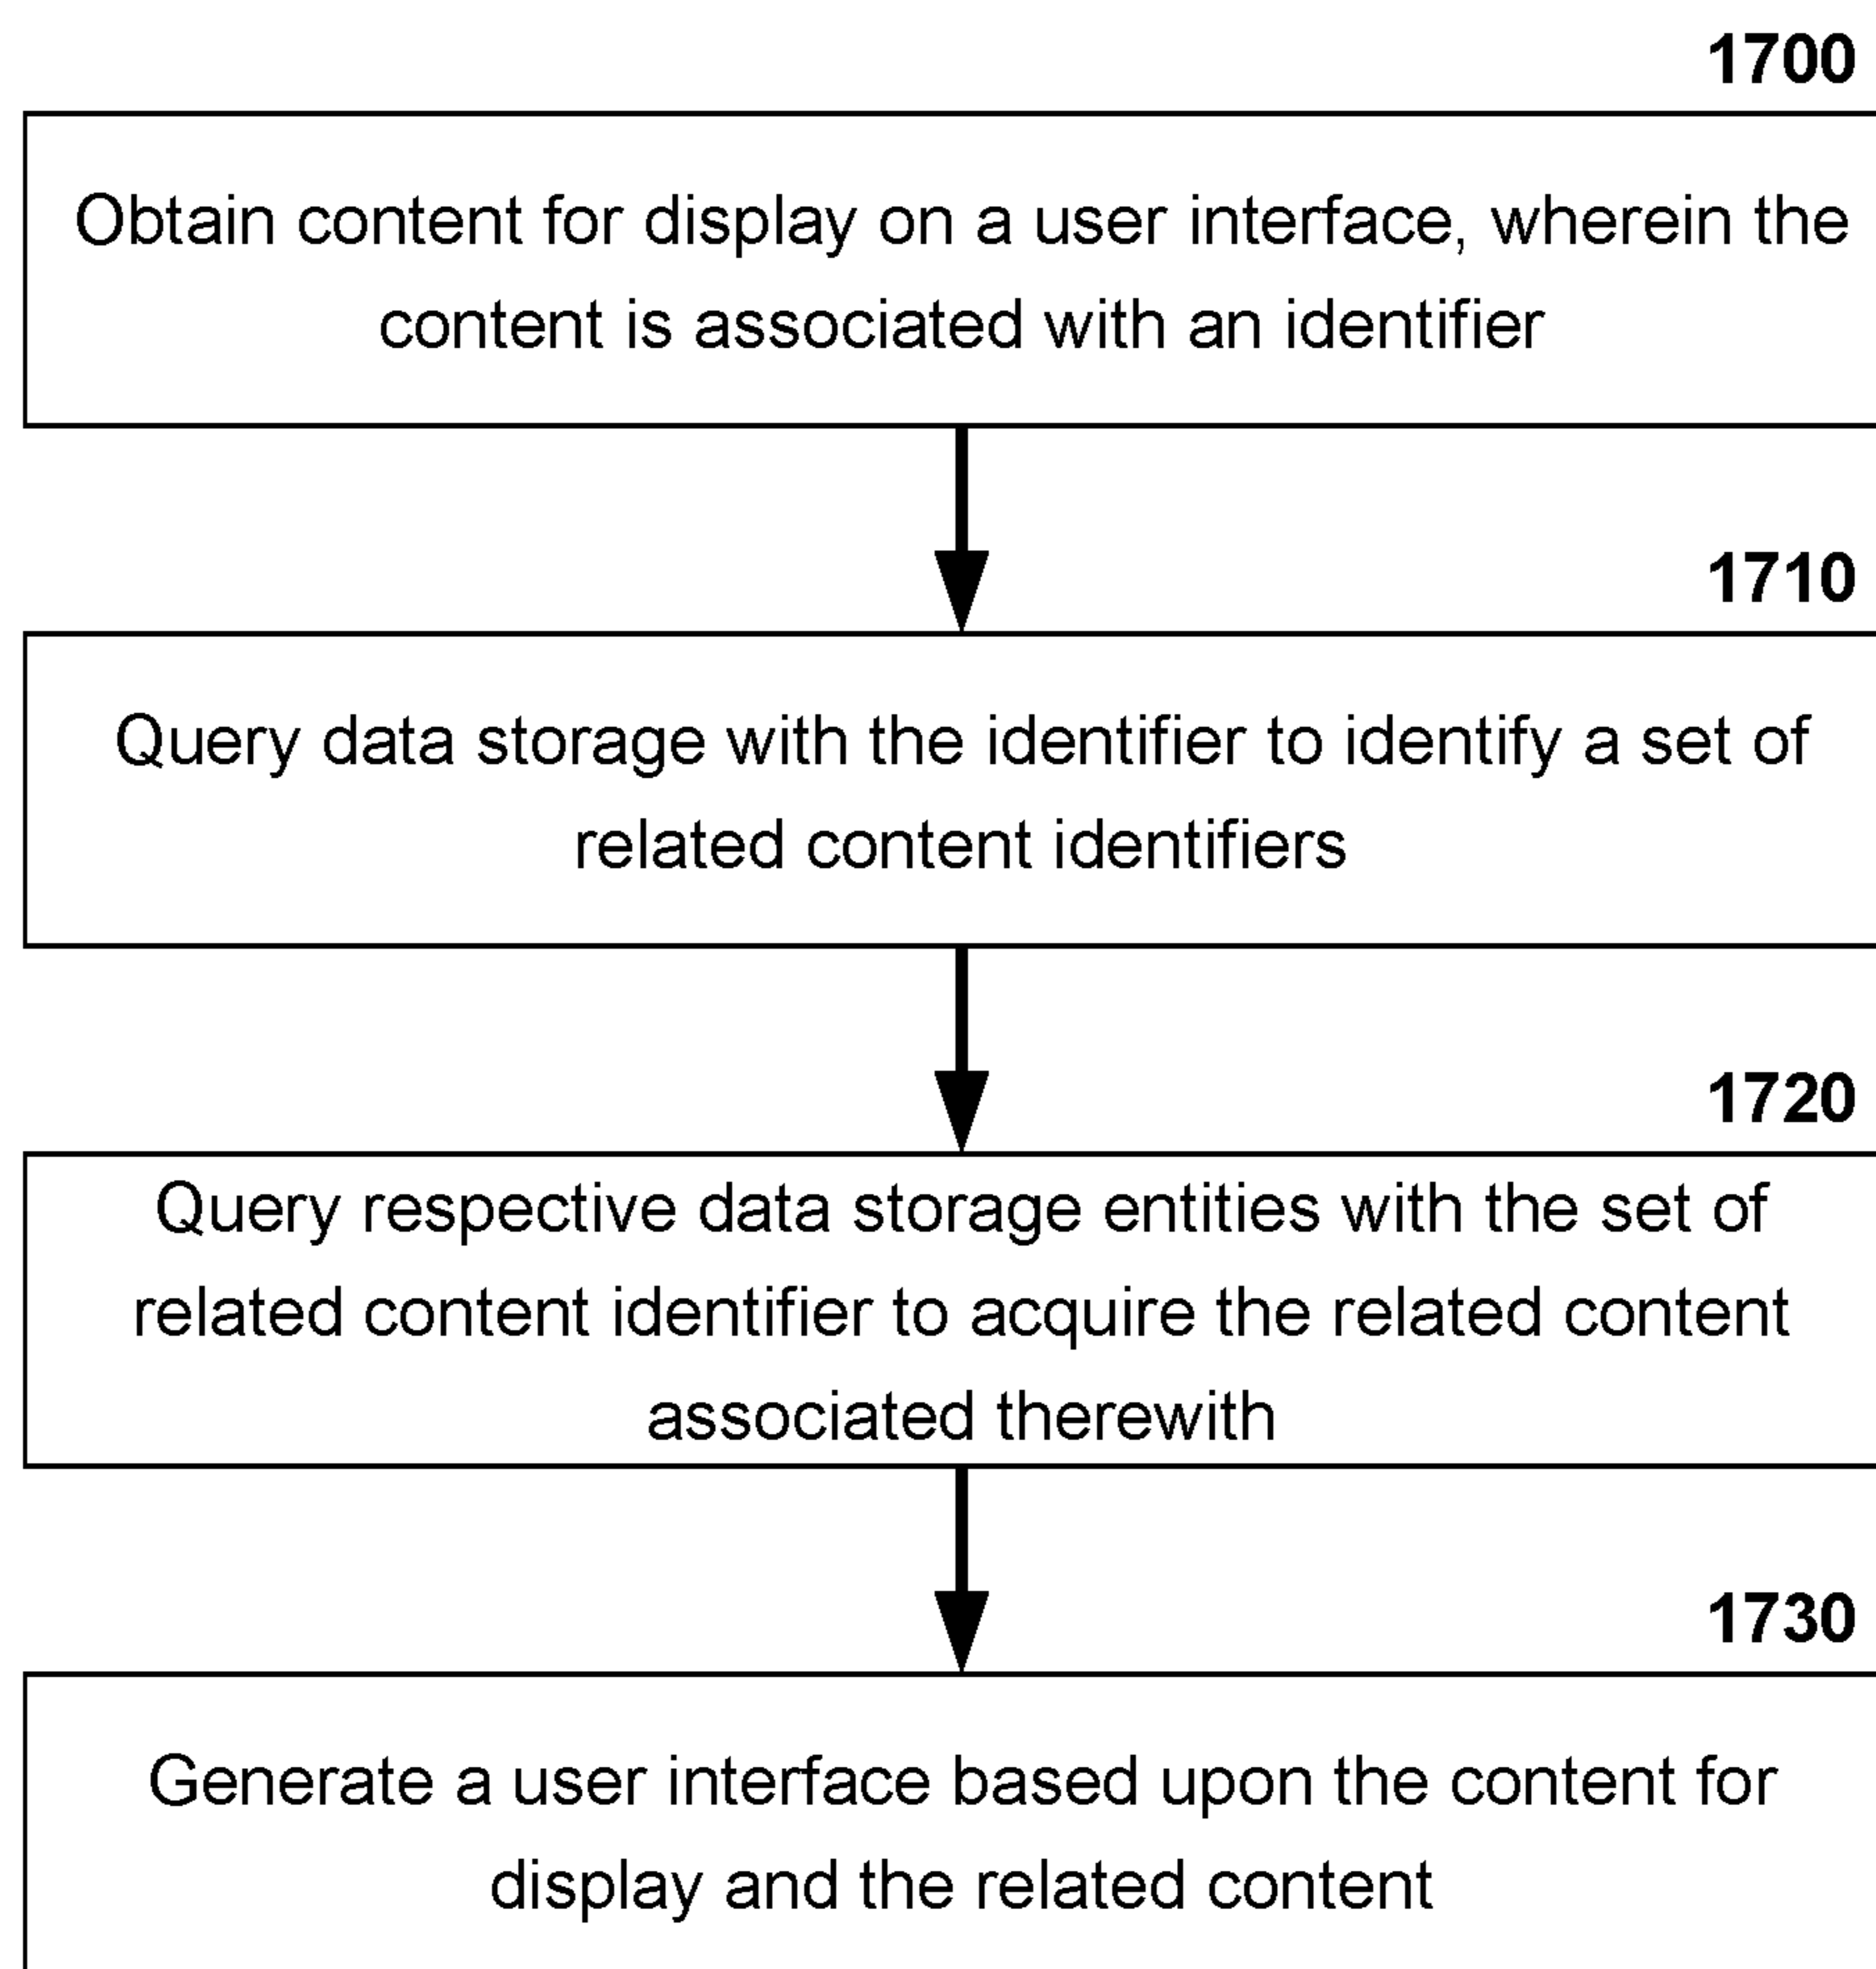 1700
Obtain content for display on a user interface, wherein the
content is associated with an identifier
1710
Query data storage with the identifier to identify a set of
related content identifiers
1720
Query respective data storage entities with the set of
related content identifier to acquire the related content
associated therewith
1730
Generate a user interface based upon the content for
display and the related content